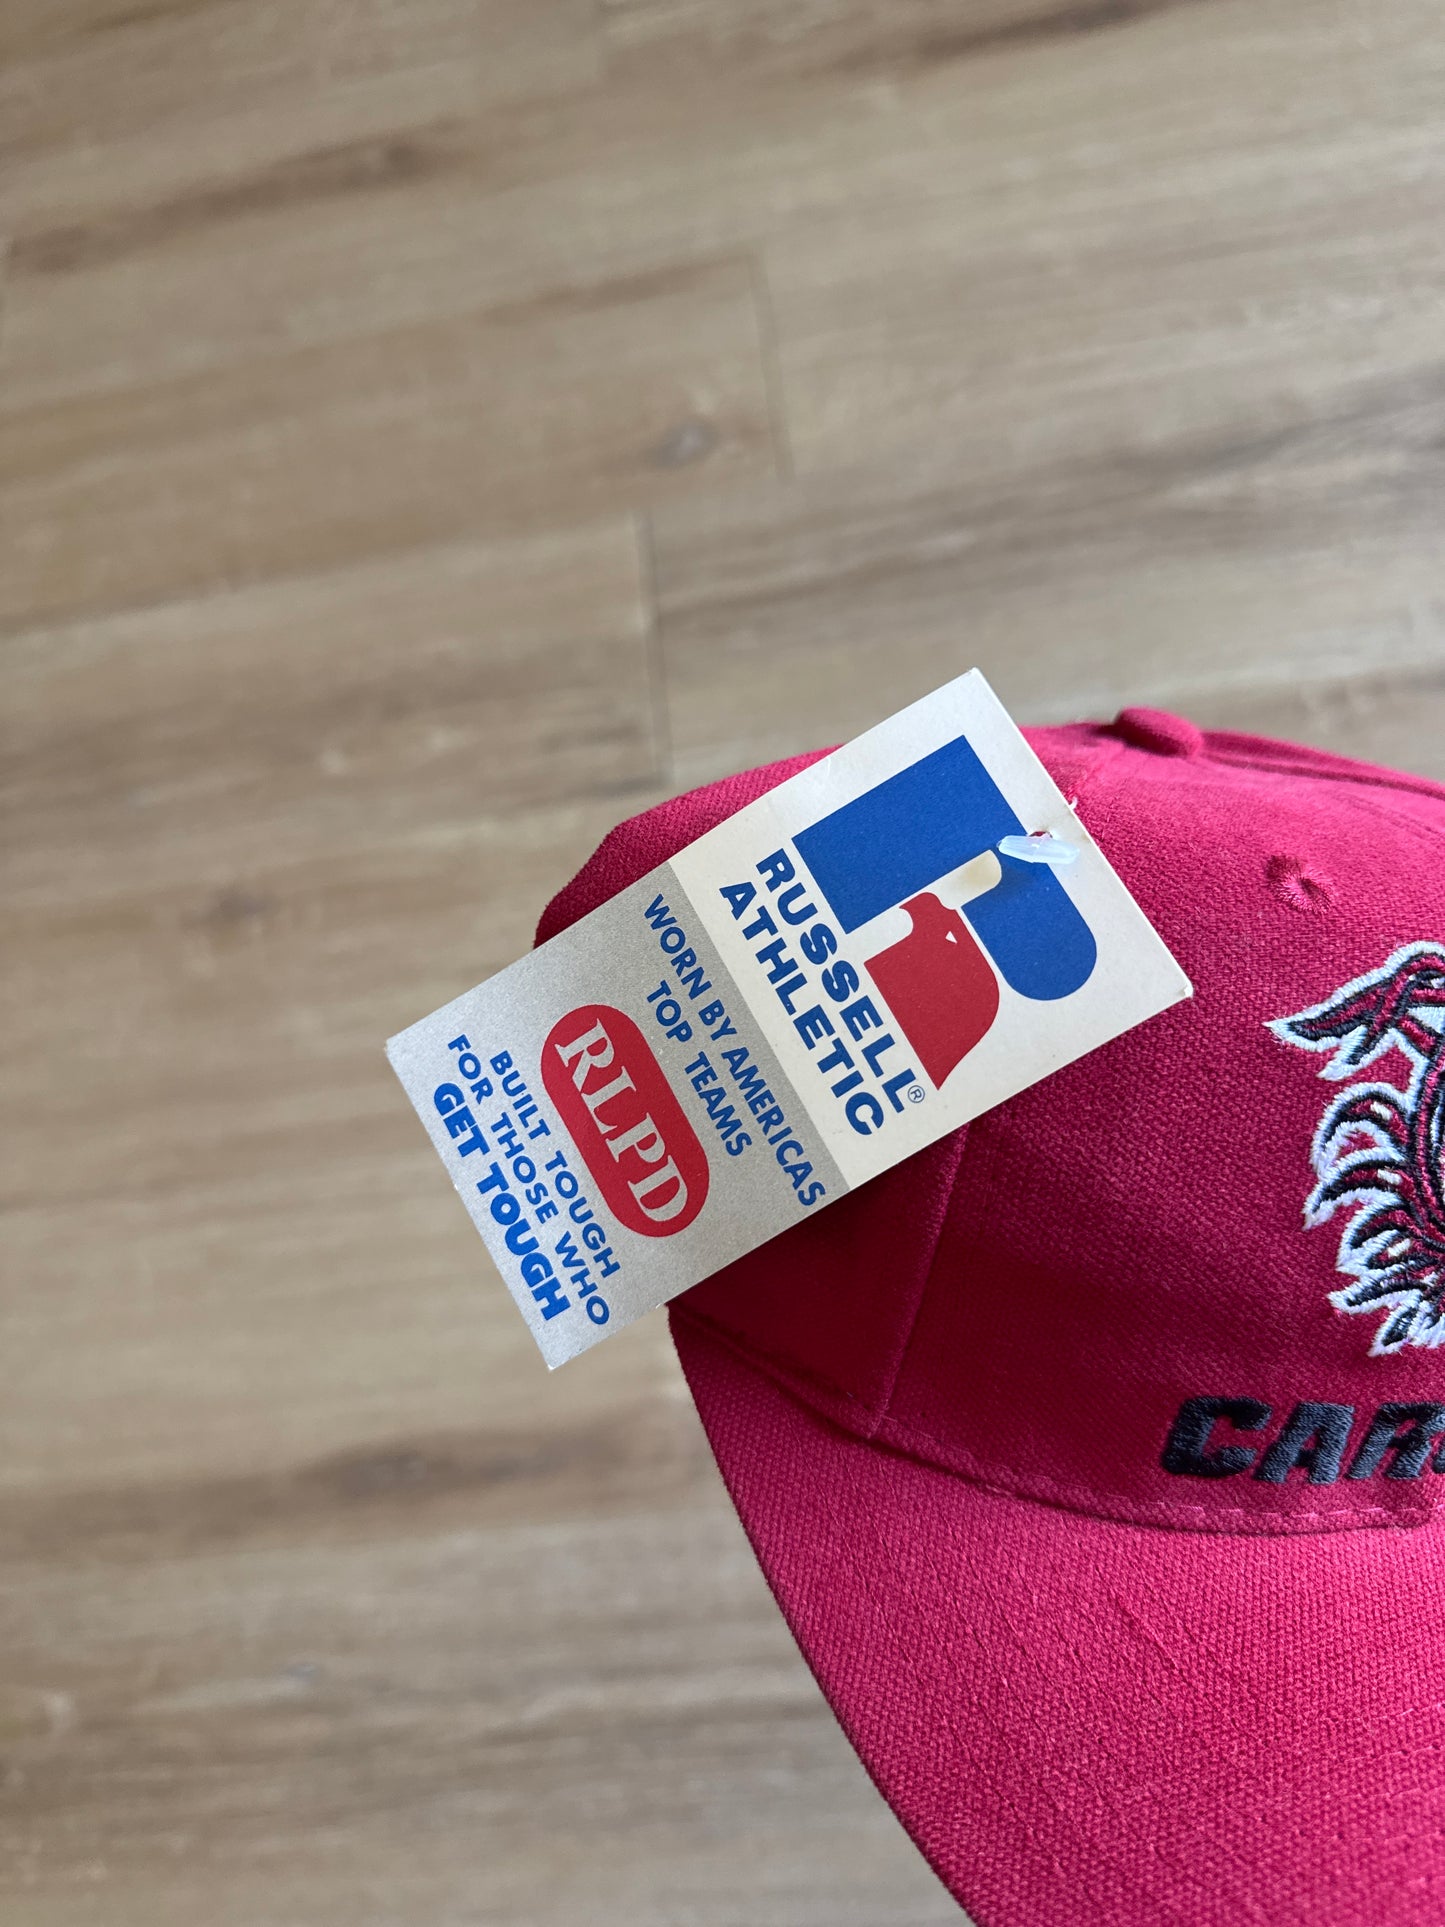 RUSSELL®
ATHLETIC
WORN BY AMERICAS
TOP TEAMS
RLPD
BUILT TOUGH
FOR THOSE WHO
GET TOUGH
CAR